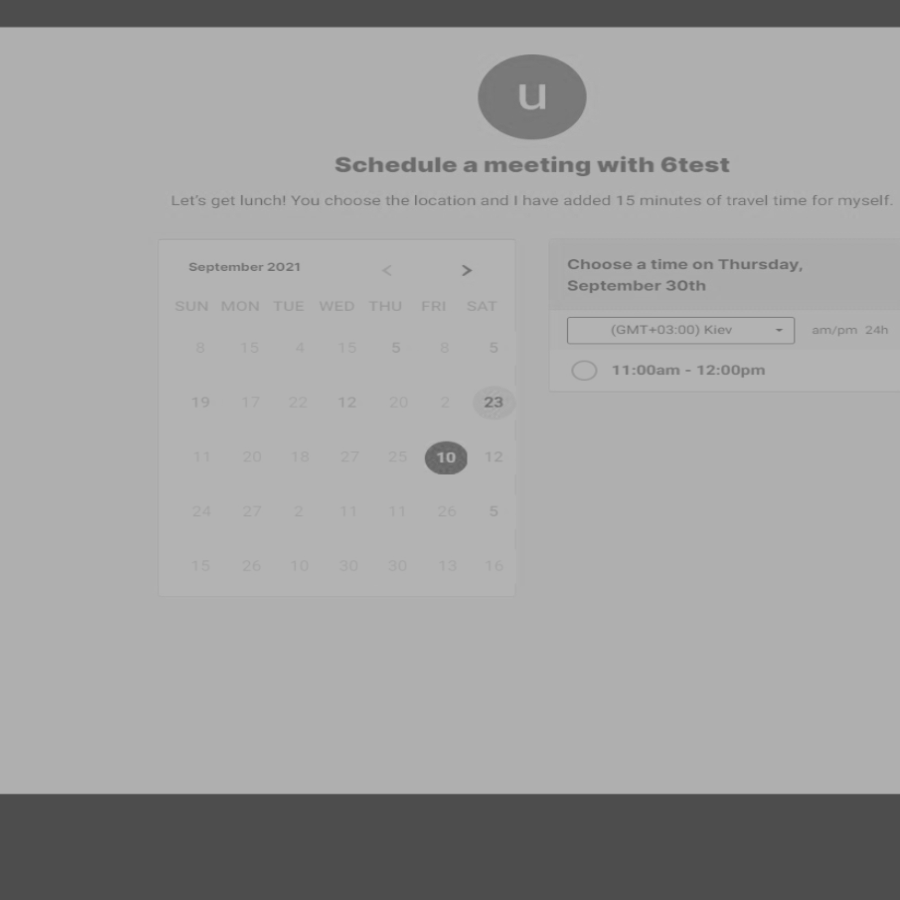 u
Schedule a meeting with 6test
Let's get lunch! You choose the location and I have added 15 minutes of travel time for myself.
September 2021 < >
SUN MON TUE WED THU FRI SAT
8 15 4 15 5 8 5
19 17 22 12 20 2 23
11 20 18 27 25 10 12
24 27 2 11 11 26 5
15 26 10 30 30 13 16
Choose a time on Thursday,
September 30th
(GMT+03:00) Kiev am/pm 24h
11:00am - 12:00pm